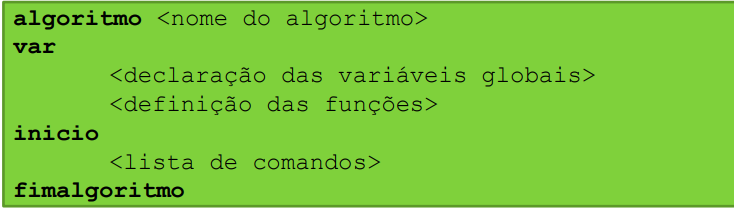 algoritmo <nome do algoritmo>
var
<declaração das variáveis globais>
<definição das funções>
inicio
<lista de comandos>
fimalgoritmo